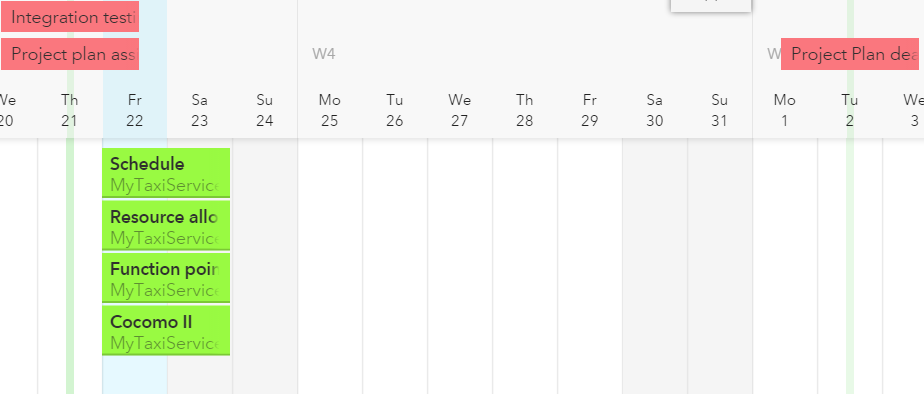 Integration testi
Project plan ass
W4
Project Plan dea
We Th Fr Sa Su Mo Tu We Th Fr Sa Su Mo Tu We
20 21 22 23 24 25 26 27 28 29 30 31 1 2 3
Schedule
MyTaxiService
Resource allo
MyTaxiService
Function poin
MyTaxiService
Cocomo II
MyTaxiService